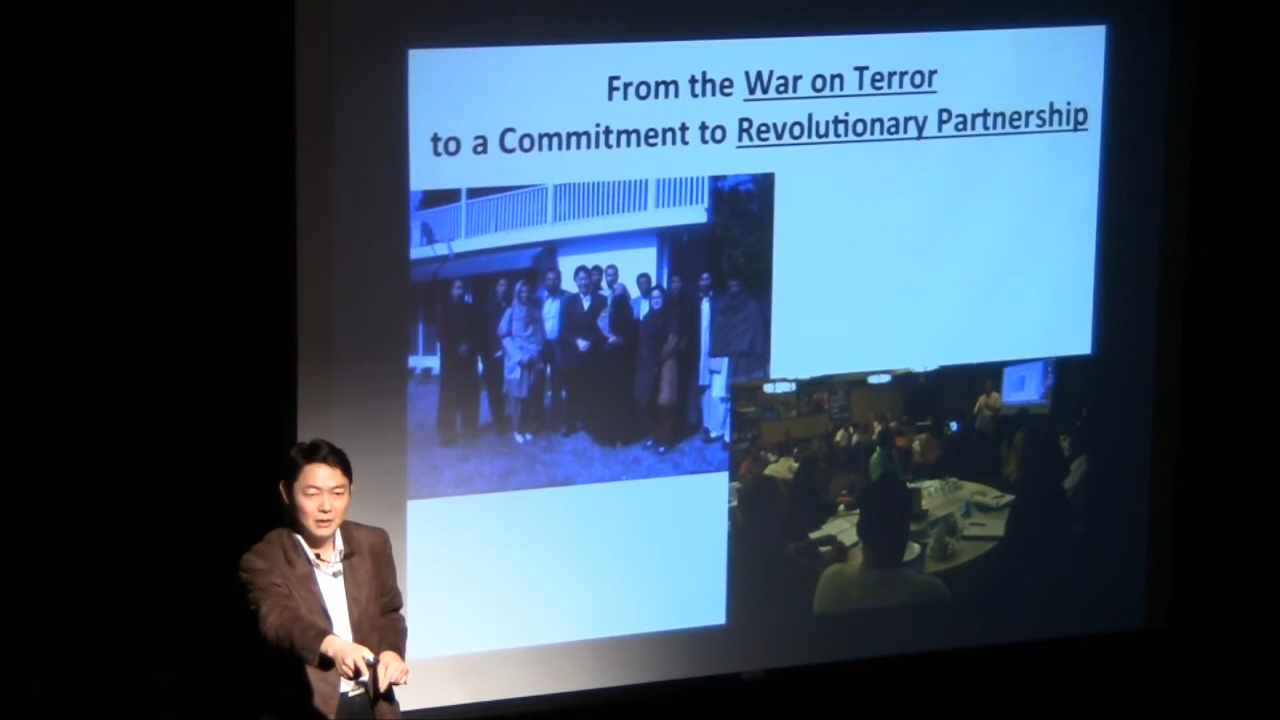 From the War on Terror
to a Commitment to Revolutionary Partnership